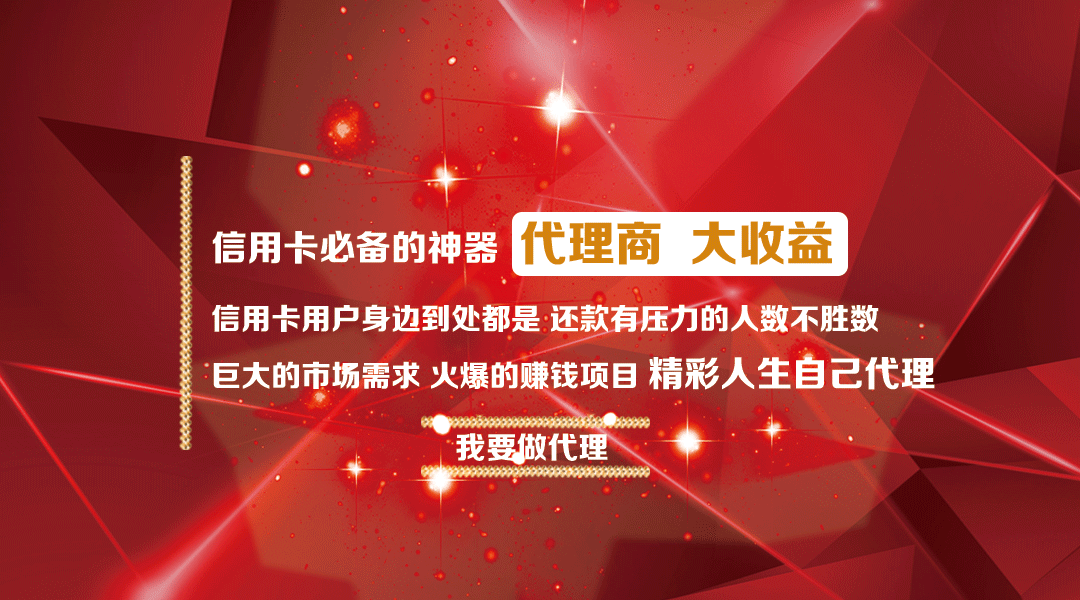 信用卡必备的神器 代理商 大收益
信用卡用户身边到处都是 还款有压力的人数不胜数
巨大的市场需求 火爆的赚钱项目 精彩人生自己代理
我要做代理